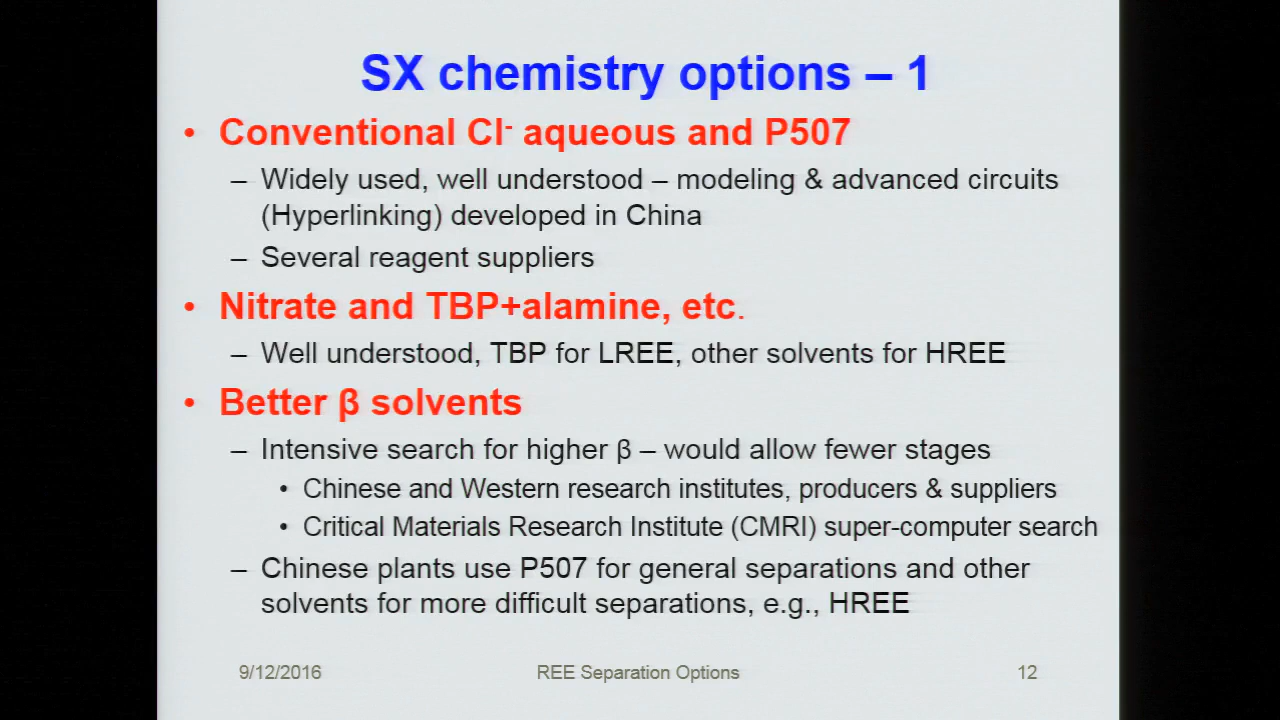 SX chemistry options – 1
• Conventional Cl- aqueous and P507
– Widely used, well understood – modeling & advanced circuits
(Hyperlinking) developed in China
– Several reagent suppliers
• Nitrate and TBP+alamine, etc.
– Well understood, TBP for LREE, other solvents for HREE
• Better β solvents
– Intensive search for higher β – would allow fewer stages
• Chinese and Western research institutes, producers & suppliers
• Critical Materials Research Institute (CMRI) super-computer search
– Chinese plants use P507 for general separations and other
solvents for more difficult separations, e.g., HREE
9/12/2016 REE Separation Options 12